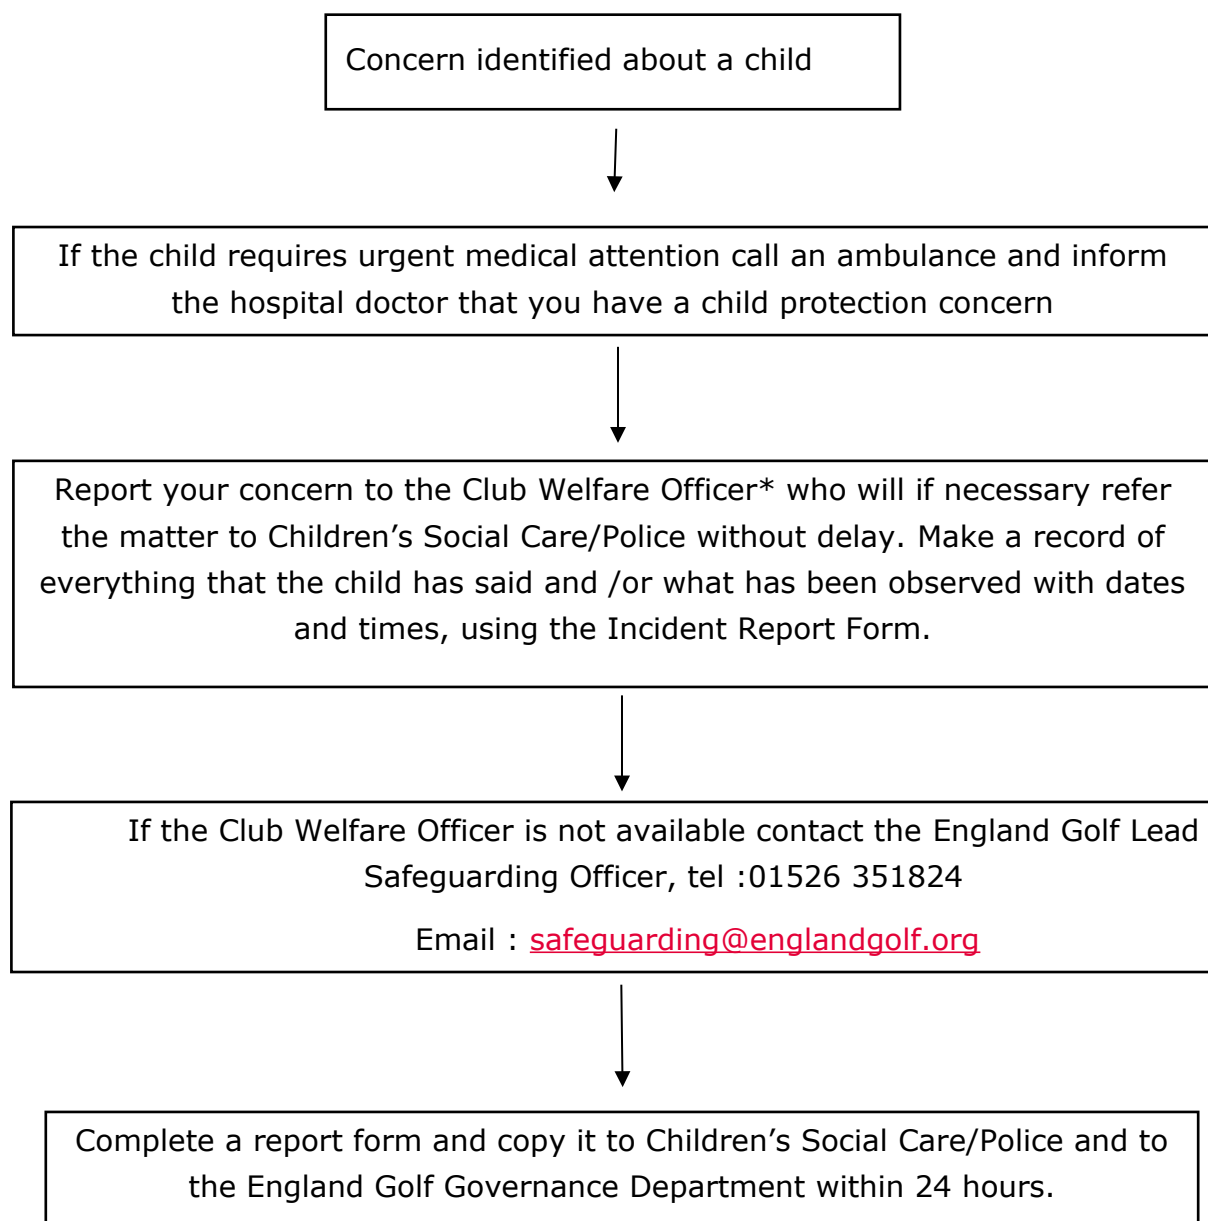 Concern identified about a child
If the child requires urgent medical attention call an ambulance and inform
the hospital doctor that you have a child protection concern
Report your concern to the Club Welfare Officer* who will if necessary refer
the matter to Children’s Social Care/Police without delay. Make a record of
everything that the child has said and /or what has been observed with dates
and times, using the Incident Report Form.
If the Club Welfare Officer is not available contact the England Golf Lead
Safeguarding Officer, tel :01526 351824
Email : safeguarding@englandgolf.org
Complete a report form and copy it to Children’s Social Care/Police and to
the England Golf Governance Department within 24 hours.